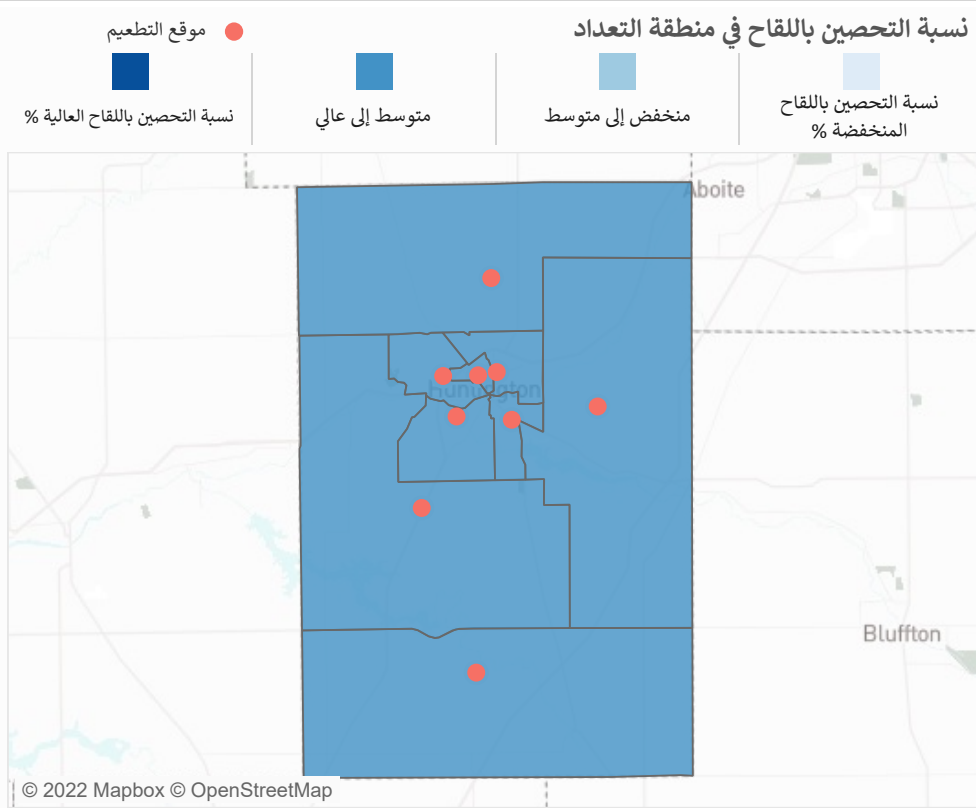 نسبة التحصين باللقاح في منطقة التعداد
موقع التطعيم
نسبة التحصين باللقاح المنخفضة %
منخفض إلى متوسط
متوسط إلى عالي
نسبة التحصين باللقاح العالية %
Aboite
Huntington
Bluffton
© 2022 Mapbox © OpenStreetMap